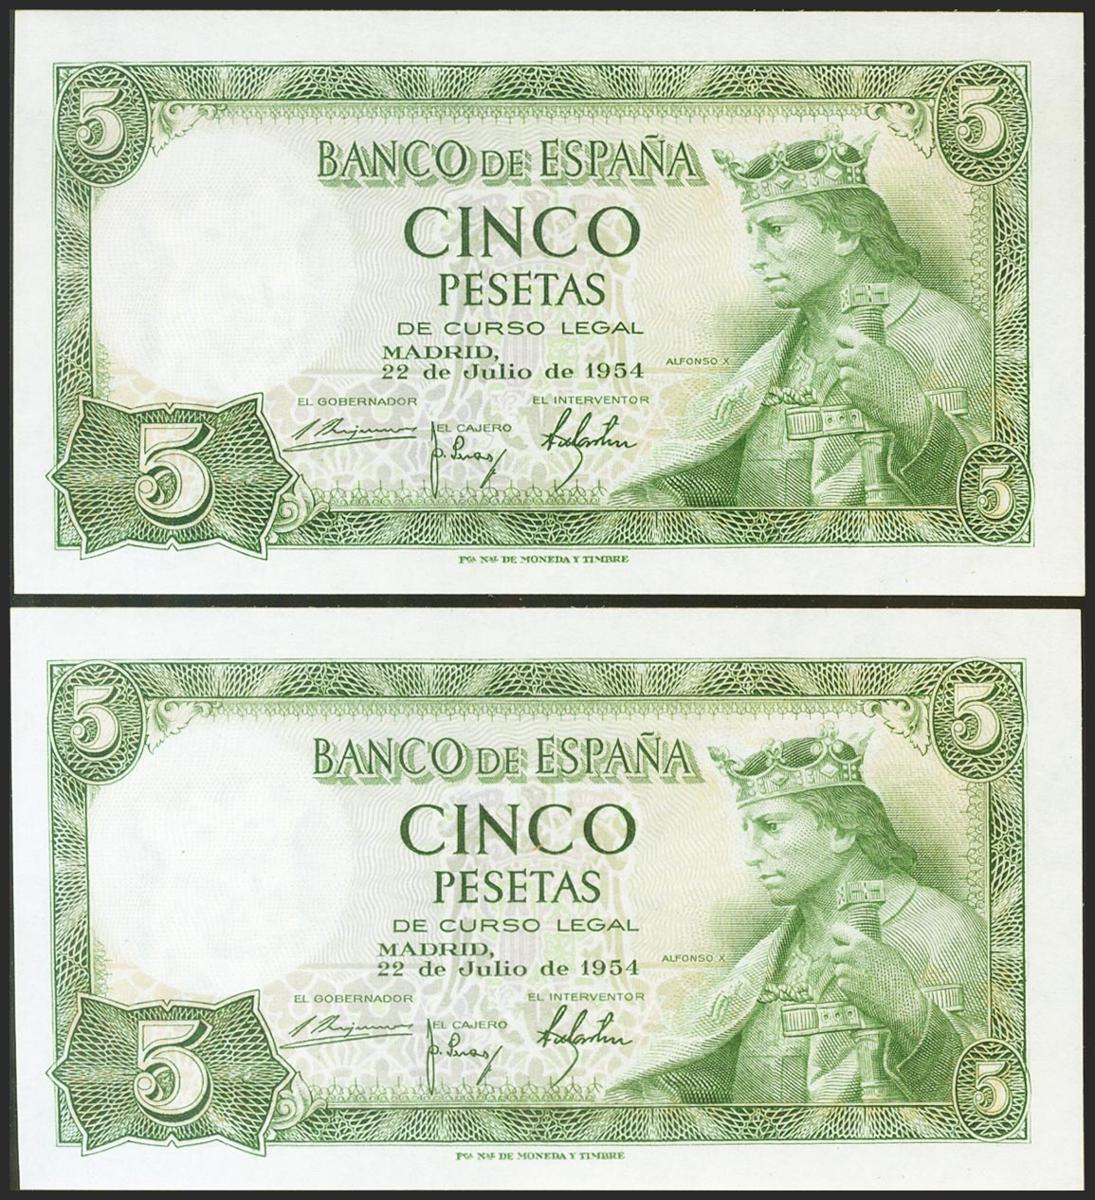 5 5
BANCO DE ESPAÑA
CINCO
PESETAS
DE CURSO LEGAL
MADRID,
22 de Julio de 1954
ALFONSO X
EL GOBERNADOR EL INTERVENTOR
EL CAJERO
5 5
Fca. Nal. DE MONEDA Y TIMBRE
5 5
BANCO DE ESPAÑA
CINCO
PESETAS
DE CURSO LEGAL
MADRID,
22 de Julio de 1954
ALFONSO X
EL GOBERNADOR EL INTERVENTOR
EL CAJERO
5 5
Fca. Nal. DE MONEDA Y TIMBRE